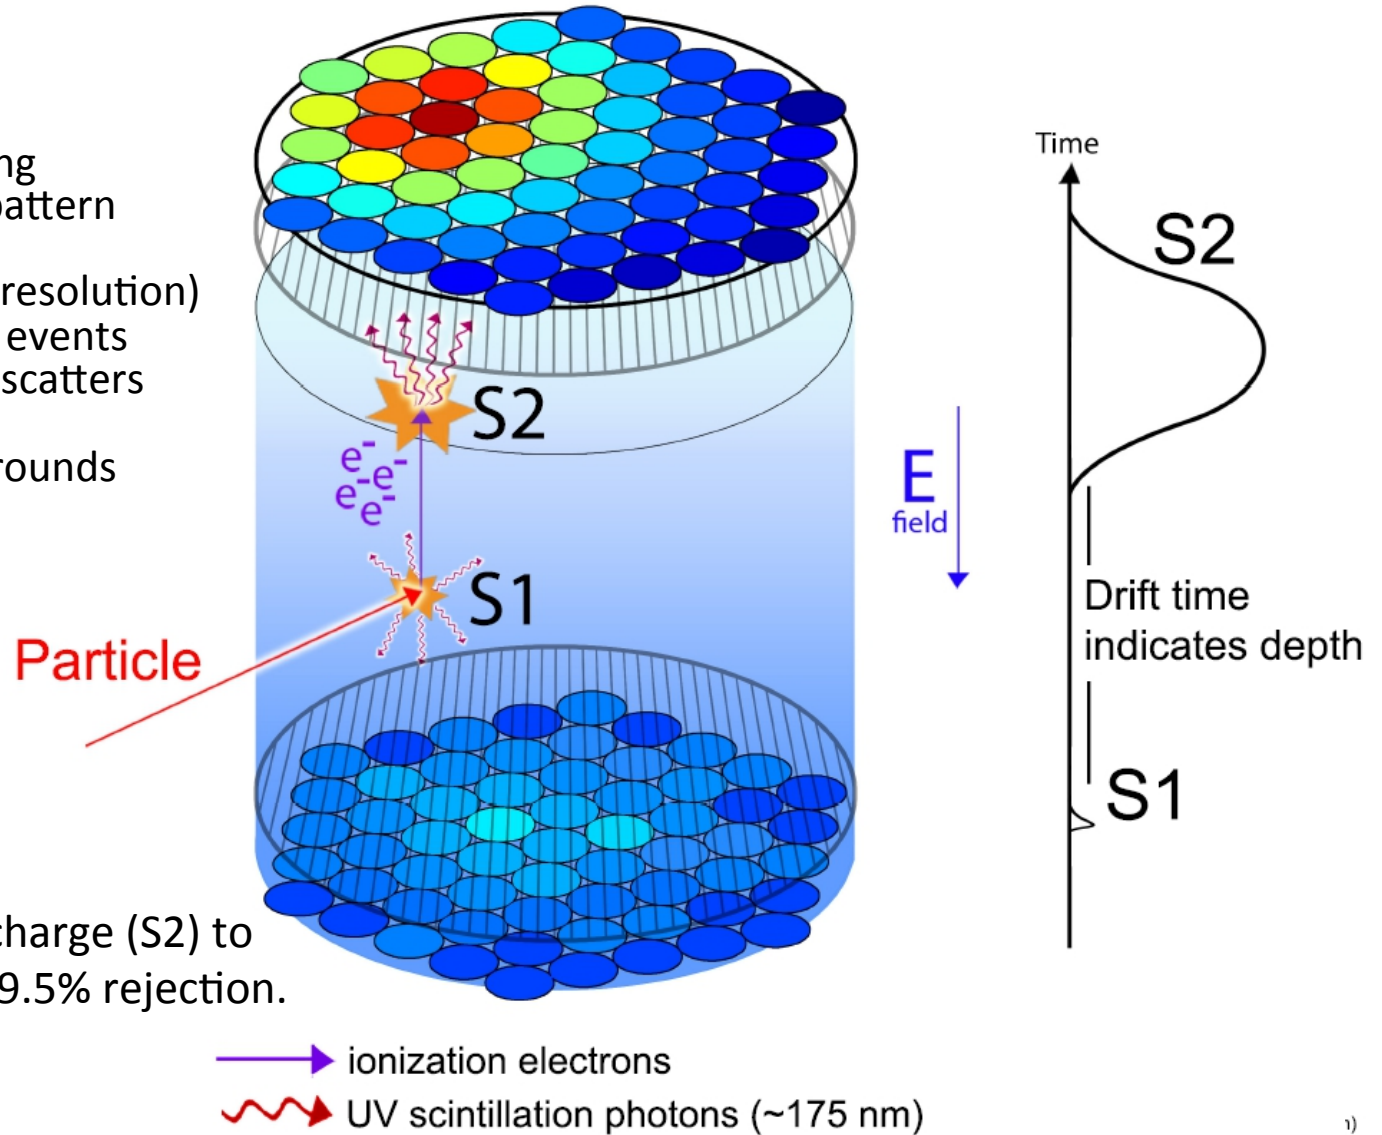 ng
pattern
resolution)
events
scatters
rounds
charge (S2) to
9.5% rejection.
S2
e-
e-
e-
e-
S1
Particle
E
field
Time
S2
Drift time
indicates depth
S1
ionization electrons
UV scintillation photons (~175 nm)
)